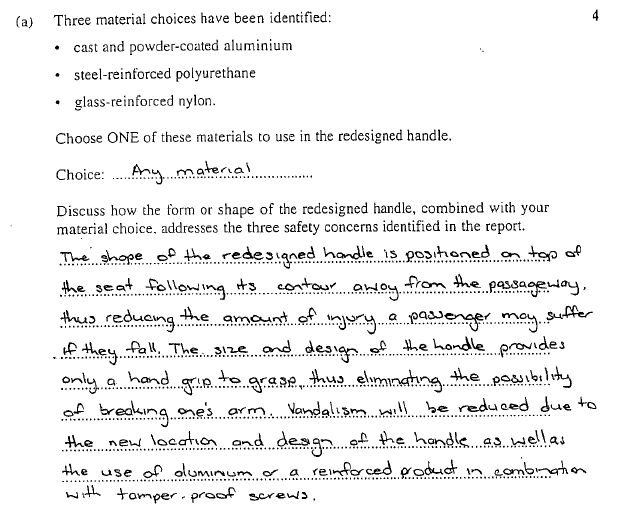 (a) Three material choices have been identified: 4
• cast and powder-coated aluminium
• steel-reinforced polyurethane
• glass-reinforced nylon.
Choose ONE of these materials to use in the redesigned handle.
Choice: ..... Any material ................
Discuss how the form or shape of the redesigned handle, combined with your
material choice, addresses the three safety concerns identified in the report.
The shape of the redesigned handle is positioned on top of
the seat following its contour away from the passageway,
thus reducing the amount of injury a passenger may suffer
if they fall. The size and design of the handle provides
only a hand grip to grasp, thus eliminating the possibility
of breaking one's arm. Vandalism will be reduced due to
the new location and design of the handle as well as
the use of aluminum or a reinforced product in combination
with tamper-proof screws.